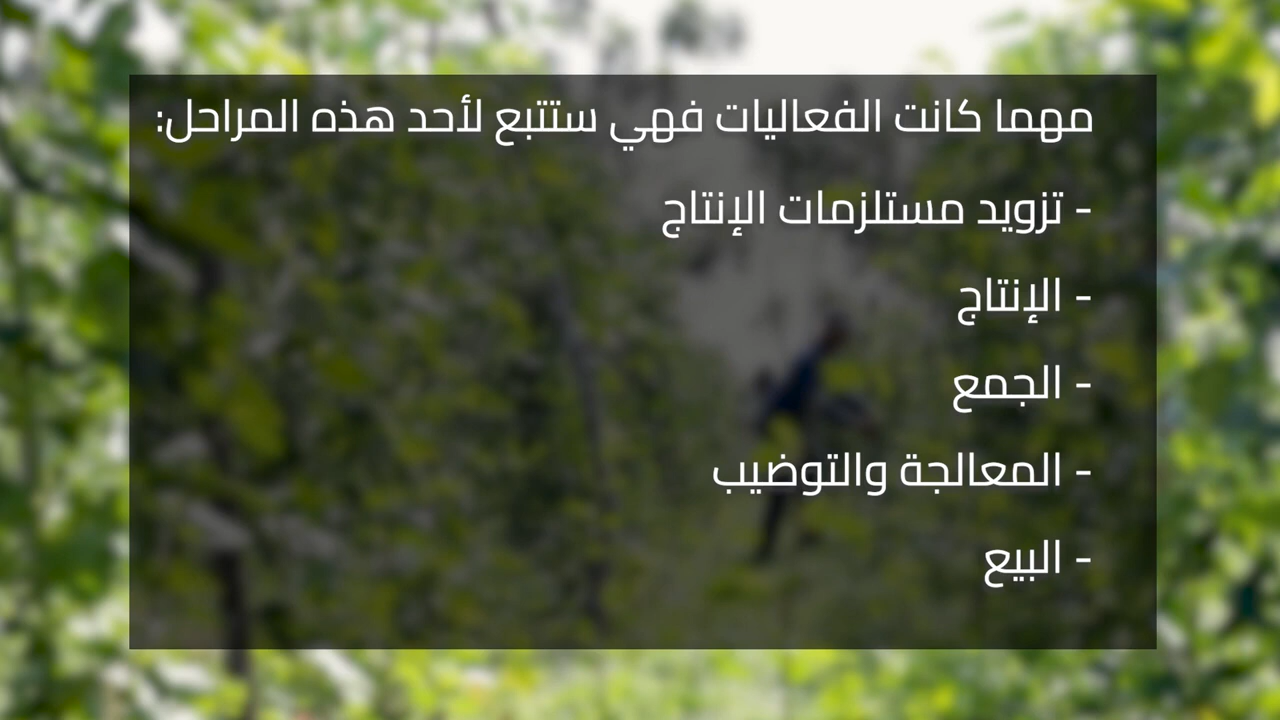 مهما كانت الفعاليات فهي ستتبع لأحد هذه المراحل:
- تزويد مستلزمات الإنتاج
- الإنتاج
- الجمع
- المعالجة والتوضيب
- البيع